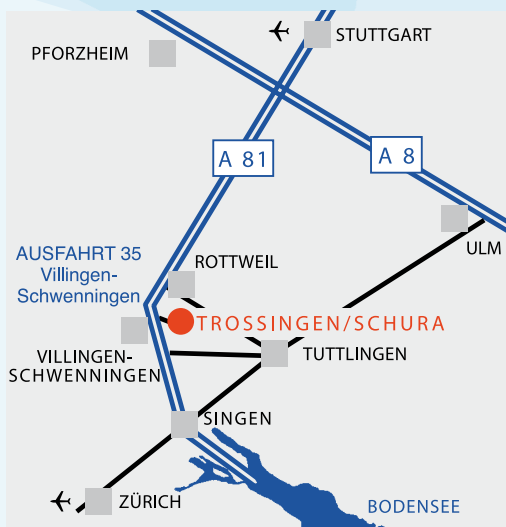 STUTTGART
PFORZHEIM
A 81
A 8
ULM
AUSFAHRT 35
Villingen-
Schwenningen
ROTTWEIL
TROSSINGEN/SCHURA
VILLINGEN-
SCHWENNINGEN
TUTTLINGEN
SINGEN
ZÜRICH
BODENSEE